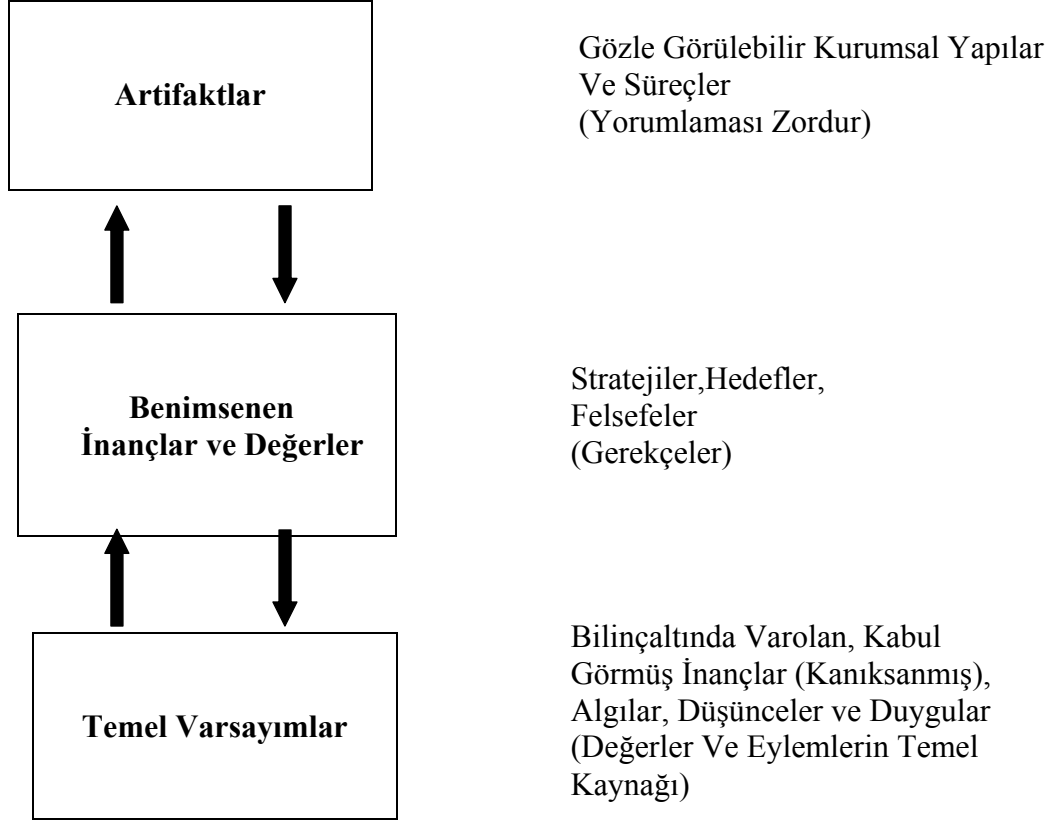 Artifaktlar
Gözle Görülebilir Kurumsal Yapılar
Ve Süreçler
(Yorumlaması Zordur)
Benimsenen
İnançlar ve Değerler
Stratejiler,Hedefler,
Felsefeler
(Gerekçeler)
Temel Varsayımlar
Bilinçaltında Varolan, Kabul
Görmüş İnançlar (Kanıksanmış),
Algılar, Düşünceler ve Duygular
(Değerler Ve Eylemlerin Temel
Kaynağı)